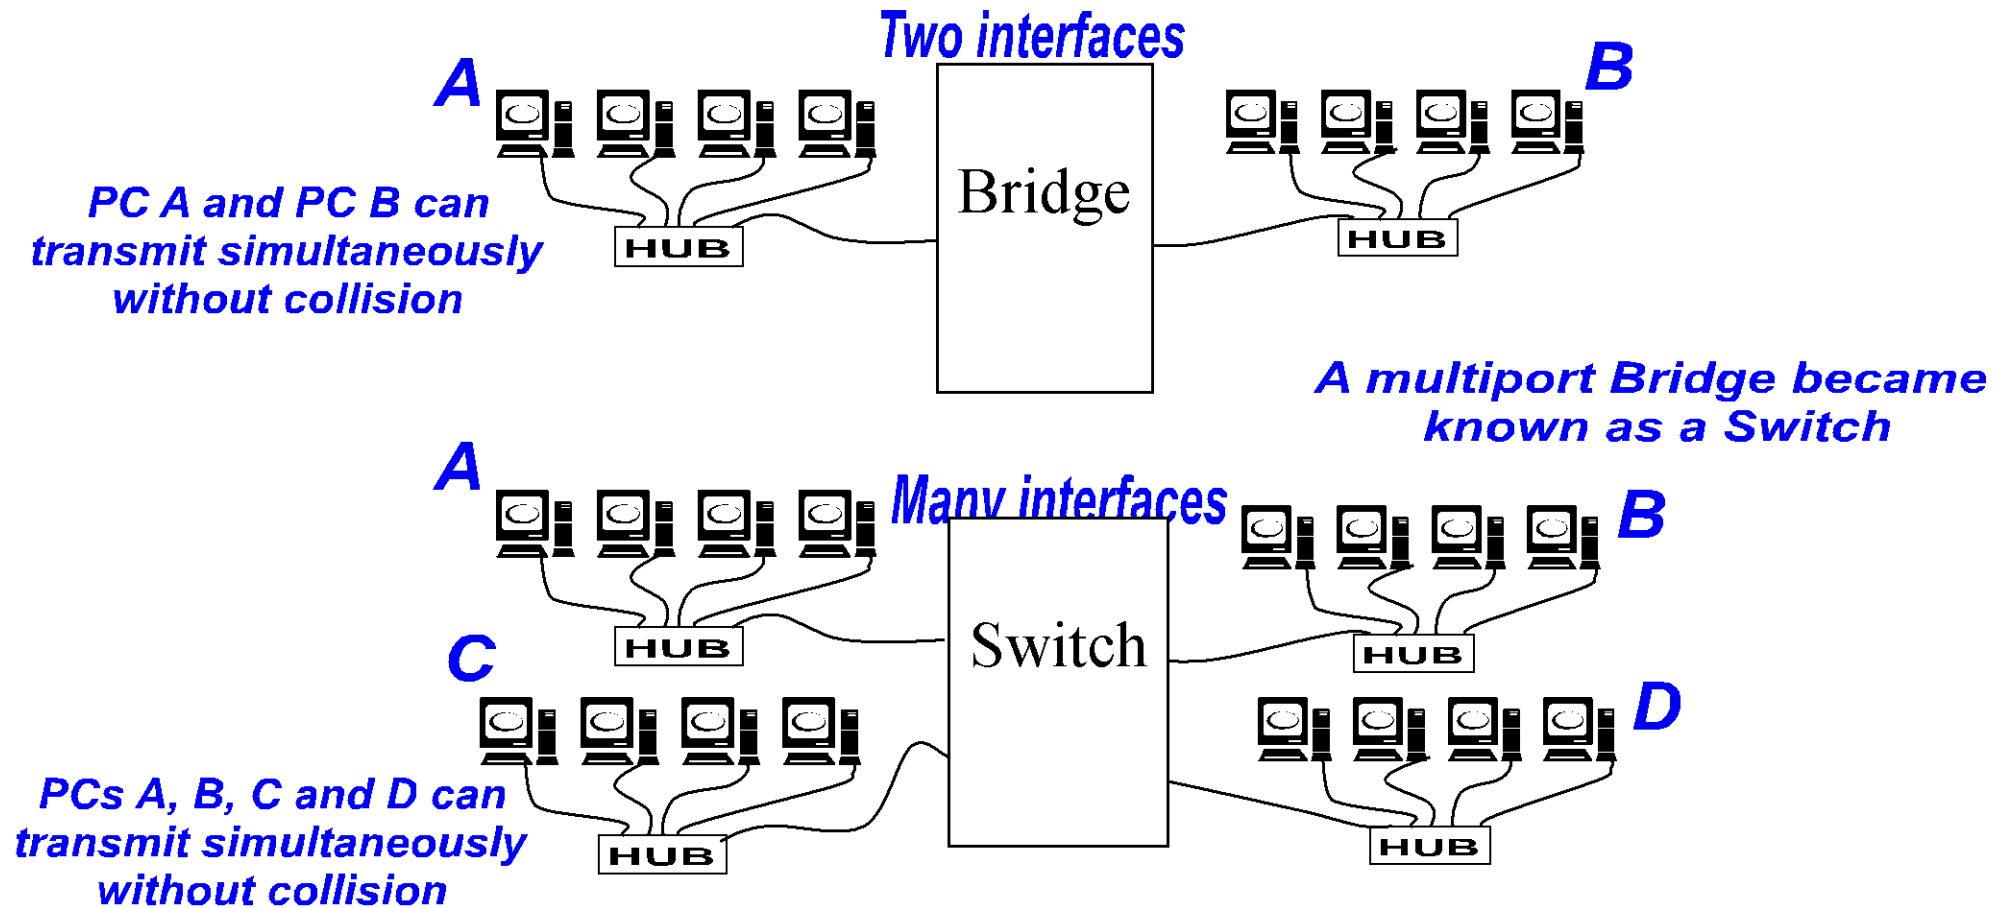 Two interfaces
A
B
Bridge
PC A and PC B can
transmit simultaneously
without collision
HUB
HUB
A multiport Bridge became
known as a Switch
A
Many interfaces
B
HUB
Switch
HUB
C
D
PCs A, B, C and D can
transmit simultaneously
without collision
HUB
HUB